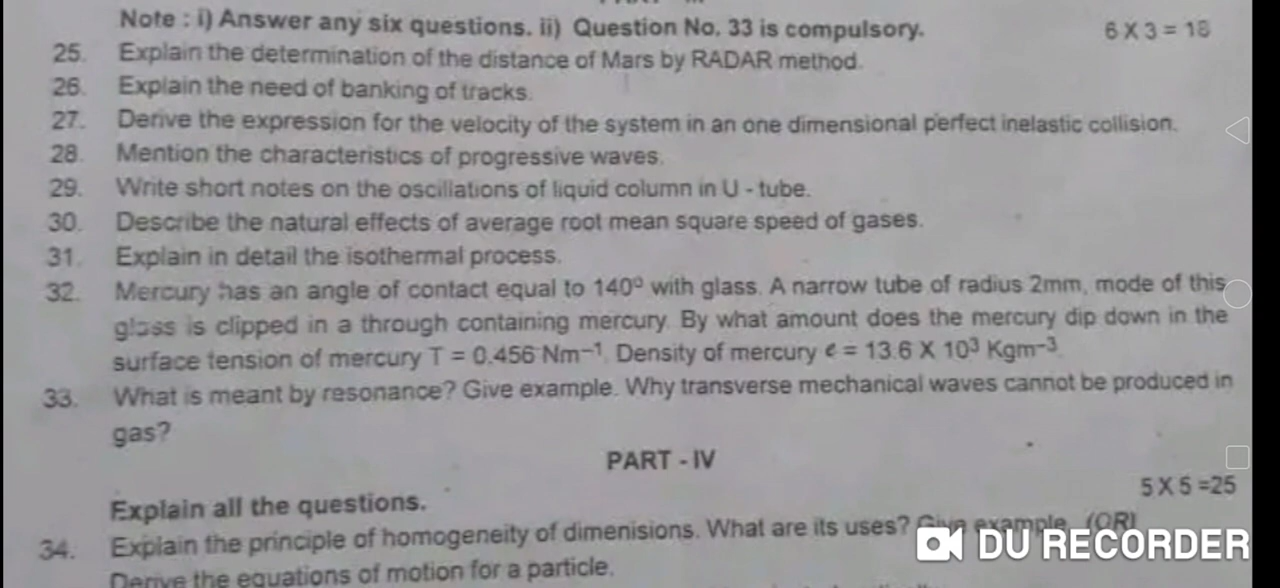 Note : i) Answer any six questions. ii) Question No. 33 is compulsory. 6 X 3 = 18
25. Explain the determination of the distance of Mars by RADAR method.
26. Explain the need of banking of tracks.
27. Derive the expression for the velocity of the system in an one dimensional perfect inelastic collision.
28. Mention the characteristics of progressive waves.
29. Write short notes on the oscillations of liquid column in U - tube.
30. Describe the natural effects of average root mean square speed of gases.
31. Explain in detail the isothermal process.
32. Mercury has an angle of contact equal to 140⁰ with glass. A narrow tube of radius 2mm, mode of this
glass is clipped in a through containing mercury. By what amount does the mercury dip down in the
surface tension of mercury T = 0.456 Nm⁻¹. Density of mercury ℓ = 13.6 X 10³ Kgm⁻³.
33. What is meant by resonance? Give example. Why transverse mechanical waves cannot be produced in
gas?
PART - IV
5 X 5 =25
Explain all the questions.
34. Explain the principle of homogeneity of dimenisions. What are its uses? Give example. (OR)
DU RECORDER
Derive the equations of motion for a particle.